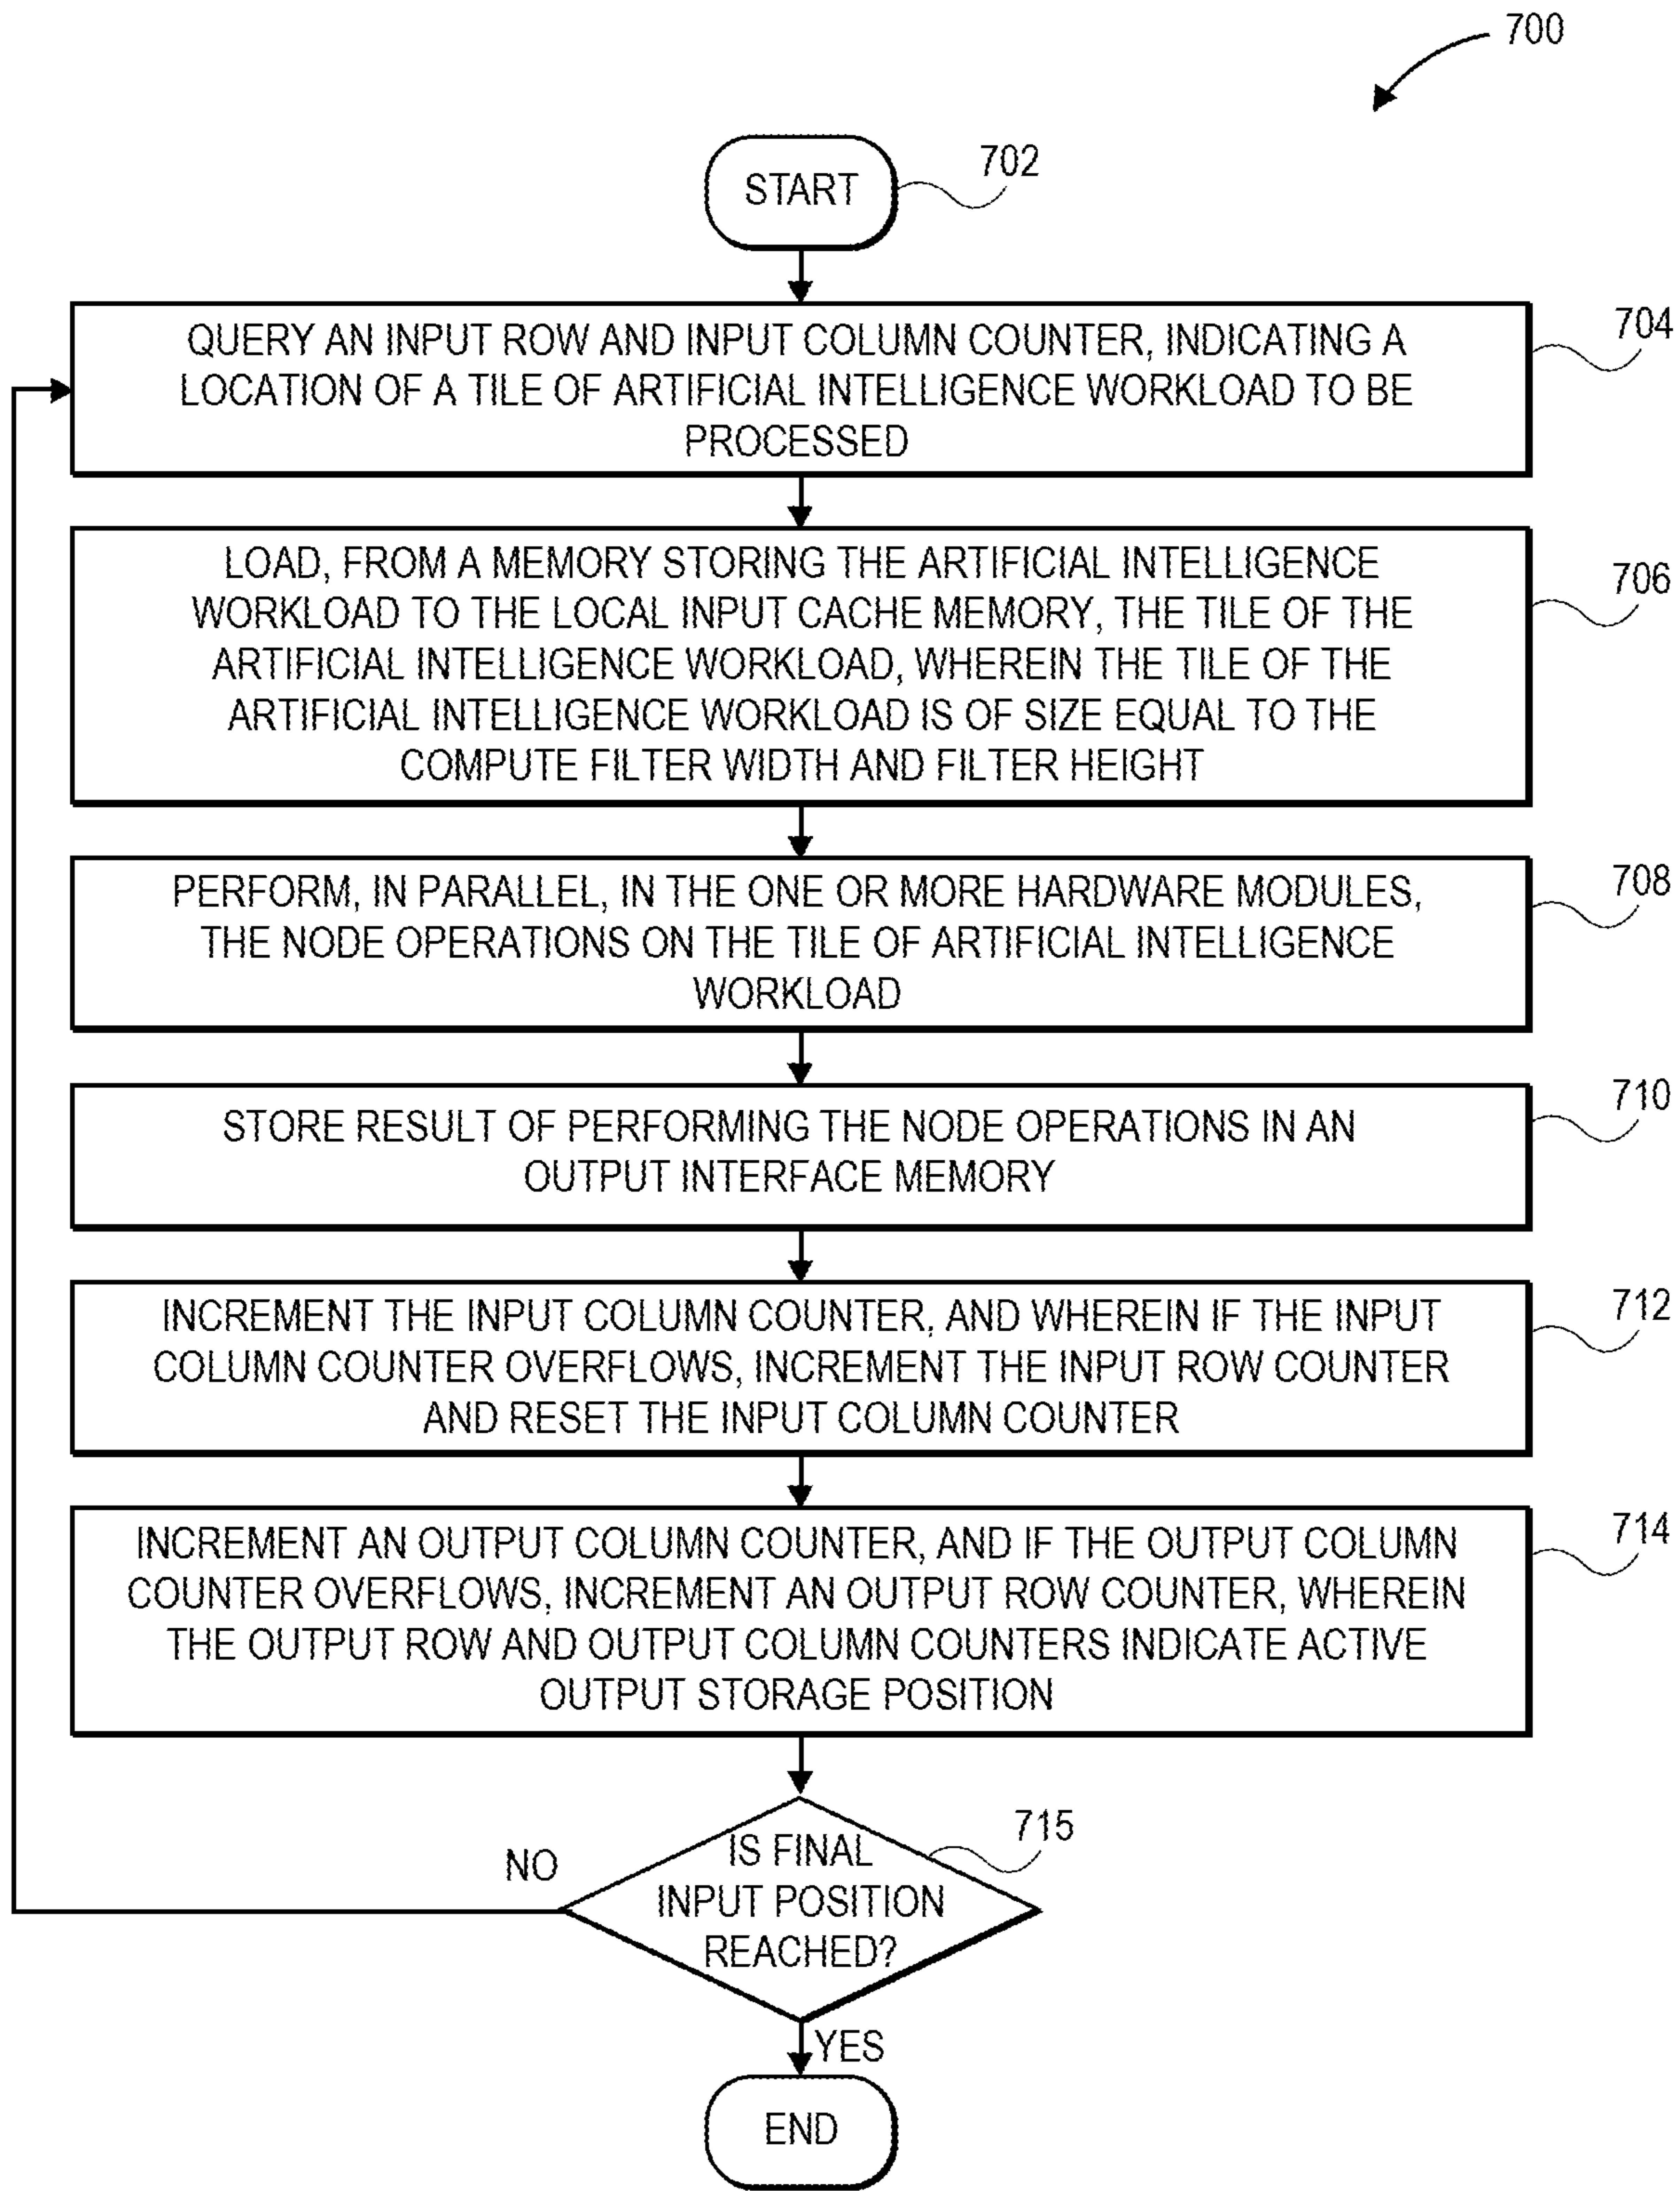 700
START
702
QUERY AN INPUT ROW AND INPUT COLUMN COUNTER, INDICATING A
LOCATION OF A TILE OF ARTIFICIAL INTELLIGENCE WORKLOAD TO BE
PROCESSED
704
LOAD, FROM A MEMORY STORING THE ARTIFICIAL INTELLIGENCE
WORKLOAD TO THE LOCAL INPUT CACHE MEMORY, THE TILE OF THE
ARTIFICIAL INTELLIGENCE WORKLOAD, WHEREIN THE TILE OF THE
ARTIFICIAL INTELLIGENCE WORKLOAD IS OF SIZE EQUAL TO THE
COMPUTE FILTER WIDTH AND FILTER HEIGHT
706
PERFORM, IN PARALLEL, IN THE ONE OR MORE HARDWARE MODULES,
THE NODE OPERATIONS ON THE TILE OF ARTIFICIAL INTELLIGENCE
WORKLOAD
708
STORE RESULT OF PERFORMING THE NODE OPERATIONS IN AN
OUTPUT INTERFACE MEMORY
710
INCREMENT THE INPUT COLUMN COUNTER, AND WHEREIN IF THE INPUT
COLUMN COUNTER OVERFLOWS, INCREMENT THE INPUT ROW COUNTER
AND RESET THE INPUT COLUMN COUNTER
712
INCREMENT AN OUTPUT COLUMN COUNTER, AND IF THE OUTPUT COLUMN
COUNTER OVERFLOWS, INCREMENT AN OUTPUT ROW COUNTER, WHEREIN
THE OUTPUT ROW AND OUTPUT COLUMN COUNTERS INDICATE ACTIVE
OUTPUT STORAGE POSITION
714
IS FINAL
INPUT POSITION
REACHED?
715
NO
YES
END